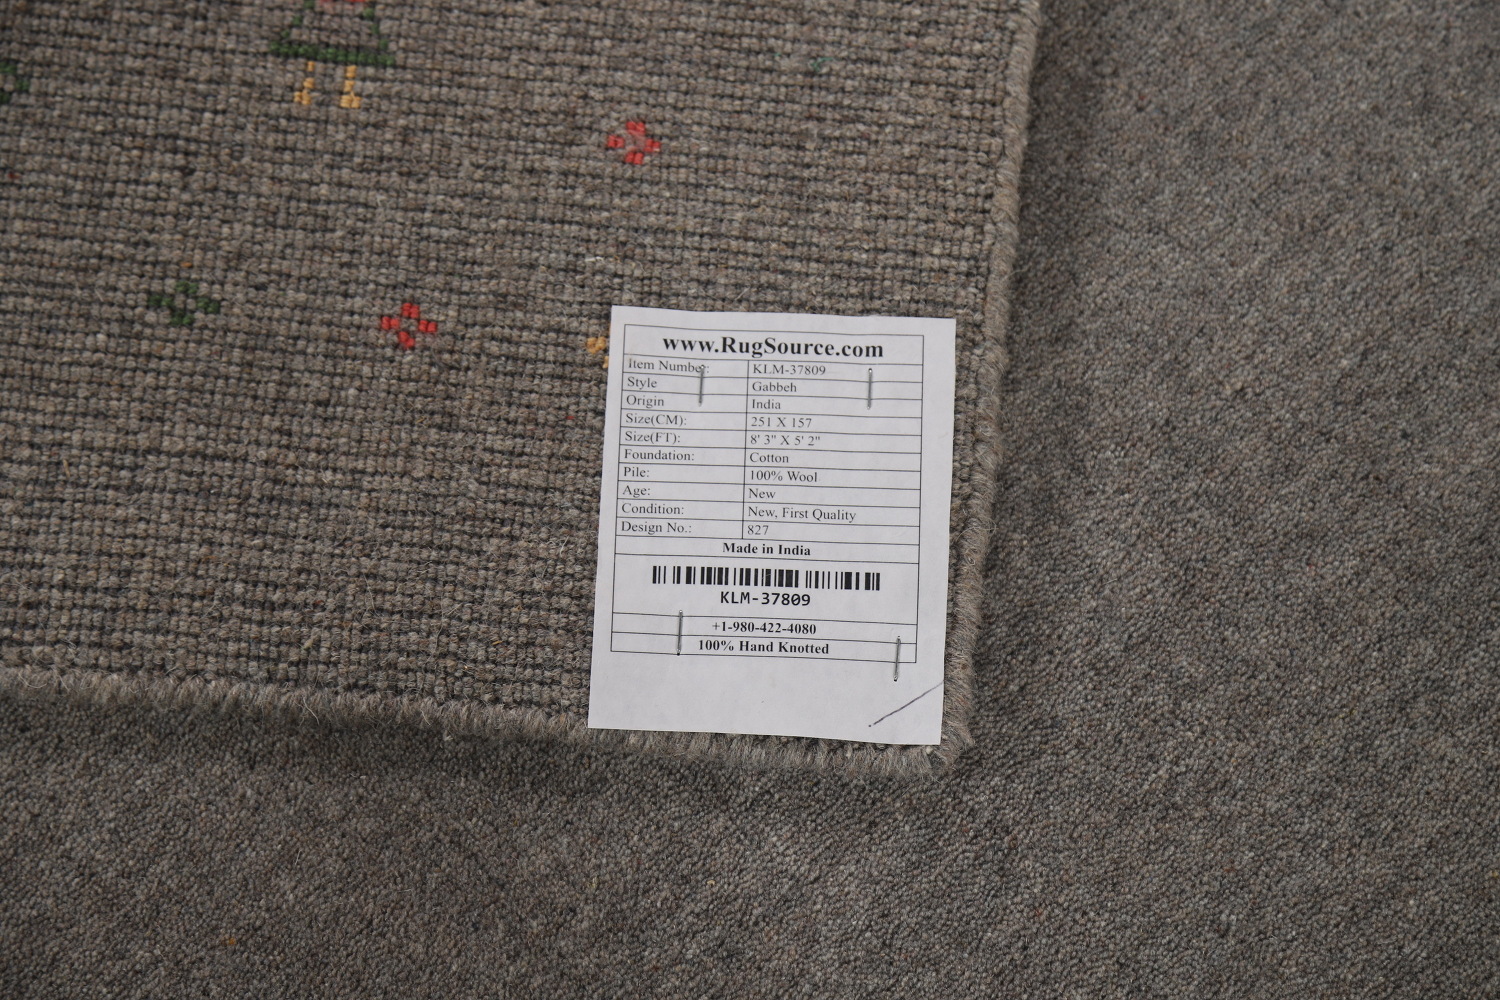 www.RugSource.com
Item Number: KLM-37809
Style Gabbeh
Origin India
Size(CM): 251 X 157
Size(FT): 8' 3" X 5' 2"
Foundation: Cotton
Pile: 100% Wool
Age: New
Condition: New, First Quality
Design No.: 827
Made in India
KLM-37809
+1-980-422-4080
100% Hand Knotted